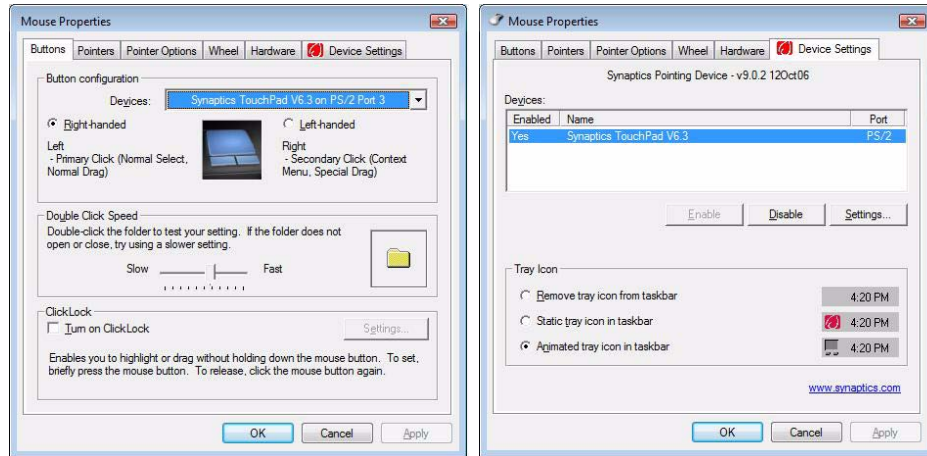 Mouse Properties
Buttons Pointers Pointer Options Wheel Hardware Device Settings
Button configuration
Devices: Synaptics TouchPad V6.3 on PS/2 Port 3
Right-handed Left-handed
Left
- Primary Click (Normal Select,
Normal Drag)
Right
- Secondary Click (Context
Menu, Special Drag)
Double Click Speed
Double-click the folder to test your setting. If the folder does not
open or close, try using a slower setting.
Slow Fast
ClickLock
Turn on ClickLock Settings...
Enables you to highlight or drag without holding down the mouse button. To set,
briefly press the mouse button. To release, click the mouse button again.
OK Cancel Apply
Mouse Properties
Buttons Pointers Pointer Options Wheel Hardware Device Settings
Synaptics Pointing Device - v9.0.2 12Oct06
Devices:
Enabled Name Port
Yes Synaptics TouchPad V6.3 PS/2
Enable Disable Settings...
Tray Icon
Remove tray icon from taskbar 4:20 PM
Static tray icon in taskbar 4:20 PM
Animated tray icon in taskbar 4:20 PM
www.synaptics.com
OK Cancel Apply